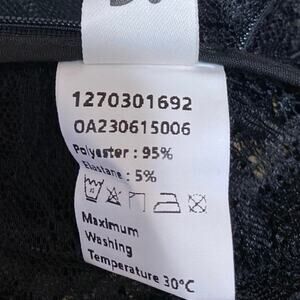 1270301692
OA230615006
Polyester : 95%
Elastane : 5%
Maximum
Washing
Temperature 30°C